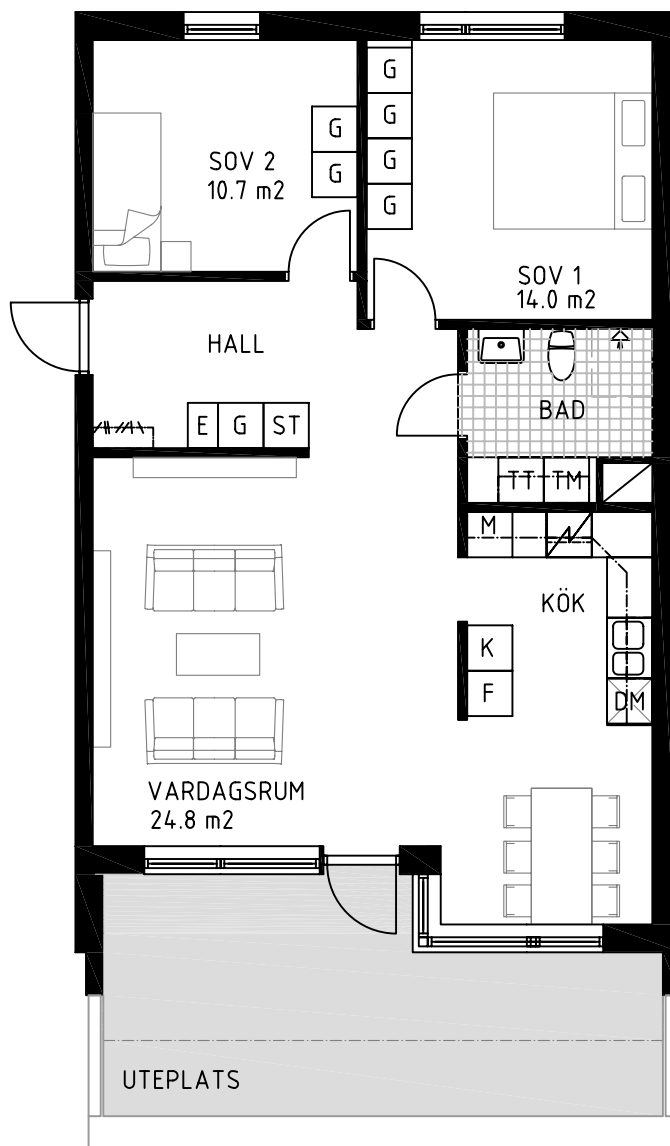 G
G
G
G
G
G
SOV 2
10.7 m2
SOV 1
14.0 m2
HALL
E G ST
BAD
TT TM
M
KÖK
K
F
DM
VARDAGSRUM
24.8 m2
UTEPLATS